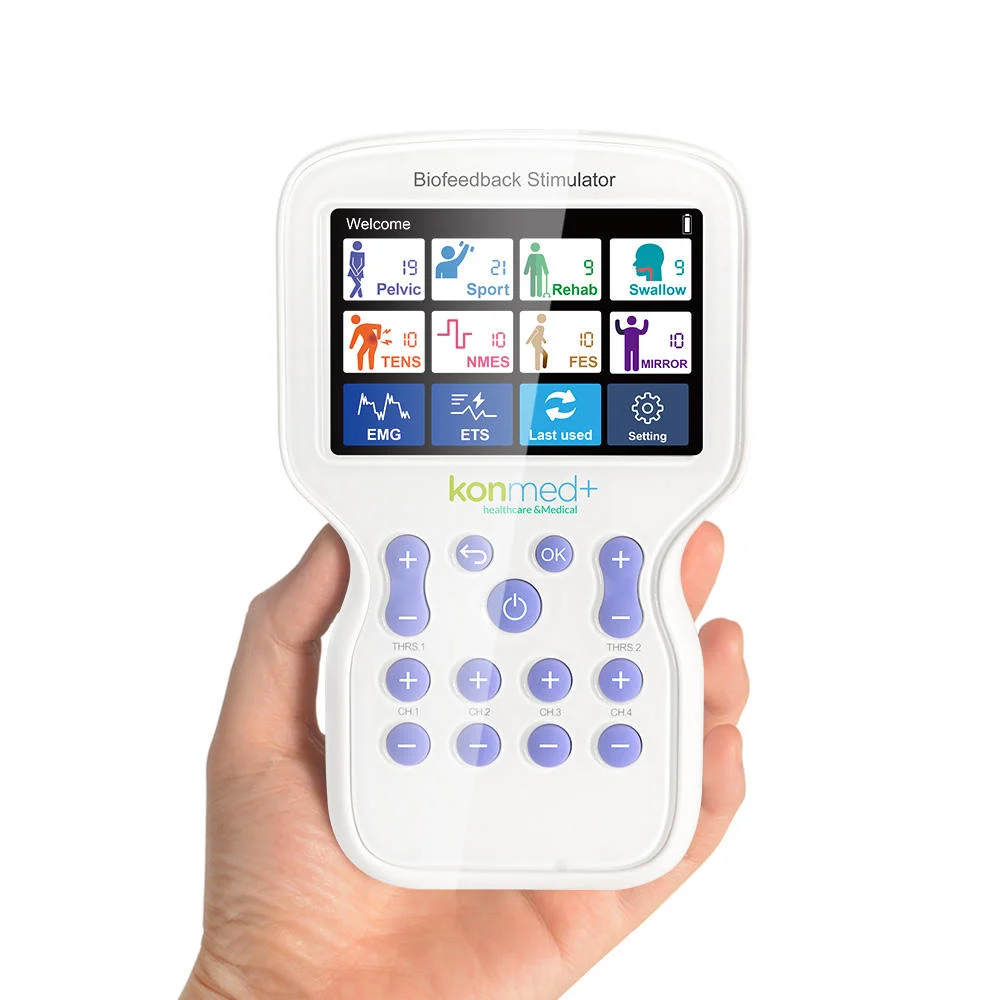 Biofeedback Stimulator
Welcome
19
Pelvic
21
Sport
9
Rehab
9
Swallow
10
TENS
10
NMES
10
FES
10
MIRROR
EMG
ETS
Last used
Setting
konmed+
healthcare &Medical
+
OK
+
−
−
THRS.1
THRS.2
+ + + +
CH.1 CH.2 CH.3 CH.4
− − − −